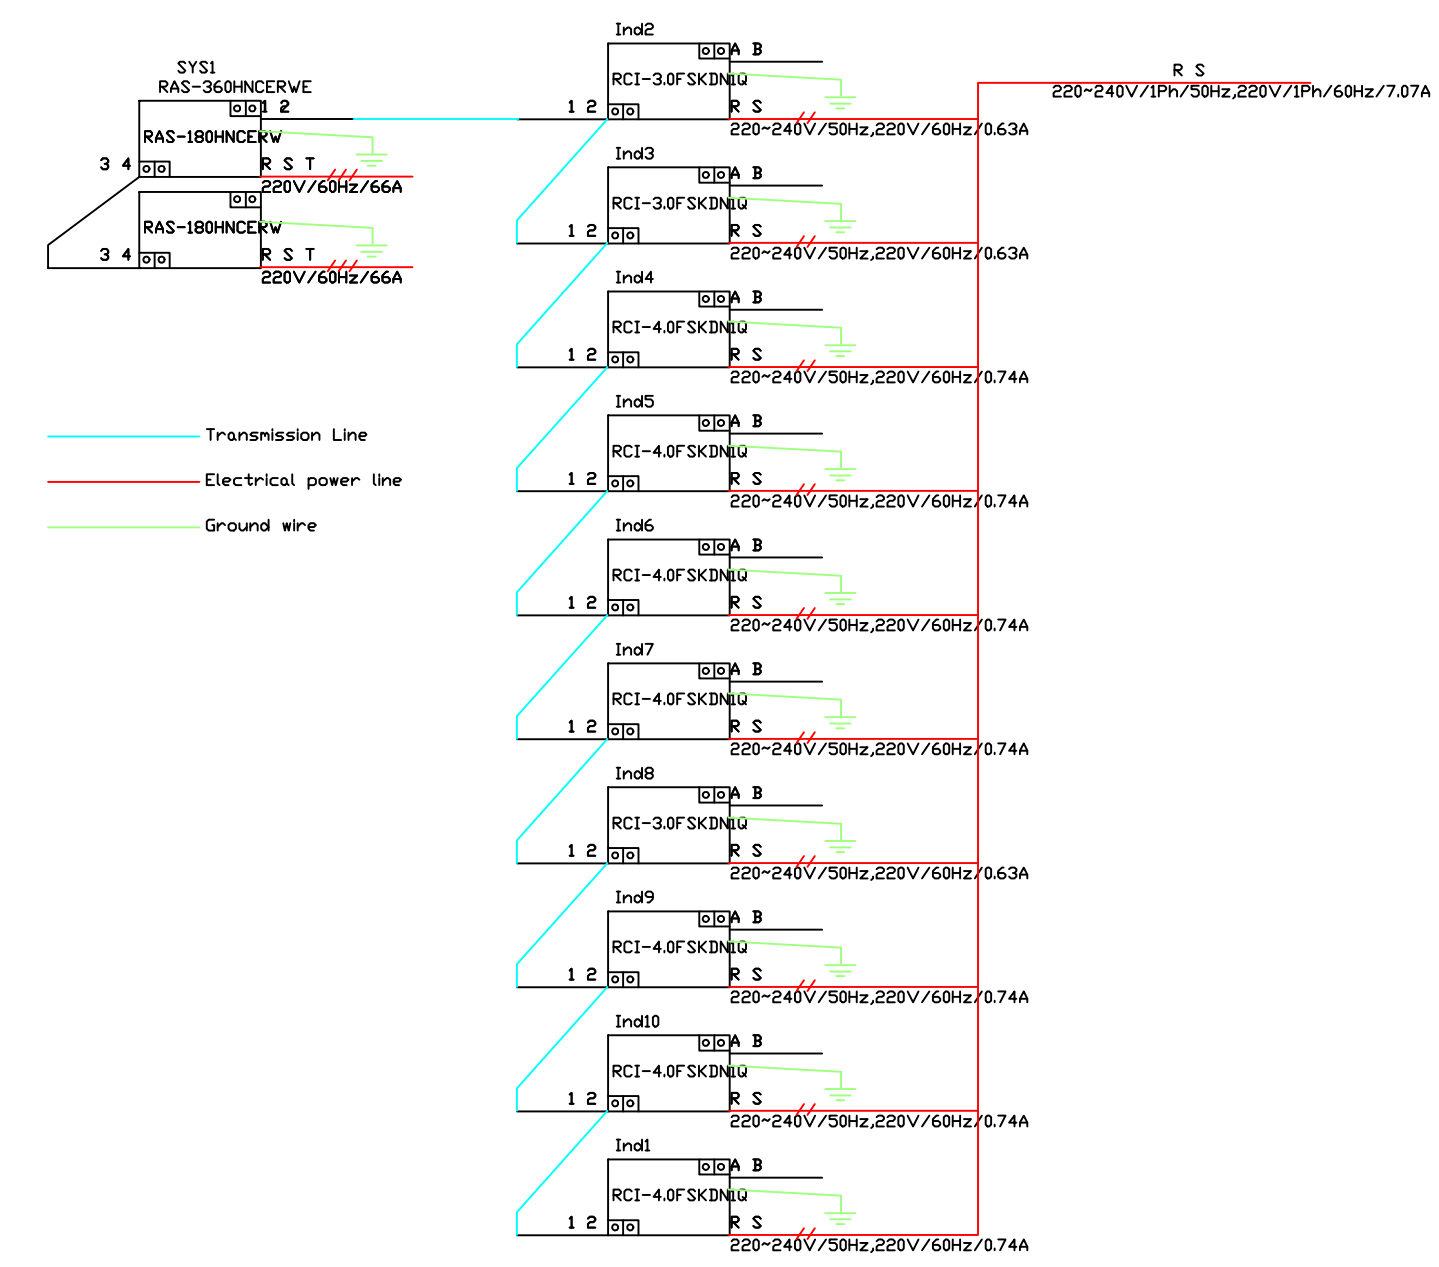 SYS1
RAS-360HNCERWE
1 2
RAS-180HNCERW
3 4
R S T
220V/60Hz/66A
RAS-180HNCERW
3 4
R S T
220V/60Hz/66A
Transmission Line
Electrical power line
Ground wire
Ind2
A B
RCI-3.0FSKDN1Q
1 2
R S
220~240V/50Hz,220V/60Hz/0.63A
Ind3
A B
RCI-3.0FSKDN1Q
1 2
R S
220~240V/50Hz,220V/60Hz/0.63A
Ind4
A B
RCI-4.0FSKDN1Q
1 2
R S
220~240V/50Hz,220V/60Hz/0.74A
Ind5
A B
RCI-4.0FSKDN1Q
1 2
R S
220~240V/50Hz,220V/60Hz/0.74A
Ind6
A B
RCI-4.0FSKDN1Q
1 2
R S
220~240V/50Hz,220V/60Hz/0.74A
Ind7
A B
RCI-4.0FSKDN1Q
1 2
R S
220~240V/50Hz,220V/60Hz/0.74A
Ind8
A B
RCI-3.0FSKDN1Q
1 2
R S
220~240V/50Hz,220V/60Hz/0.63A
Ind9
A B
RCI-4.0FSKDN1Q
1 2
R S
220~240V/50Hz,220V/60Hz/0.74A
Ind10
A B
RCI-4.0FSKDN1Q
1 2
R S
220~240V/50Hz,220V/60Hz/0.74A
Ind1
A B
RCI-4.0FSKDN1Q
1 2
R S
220~240V/50Hz,220V/60Hz/0.74A
R S
220~240V/1Ph/50Hz,220V/1Ph/60Hz/7.07A